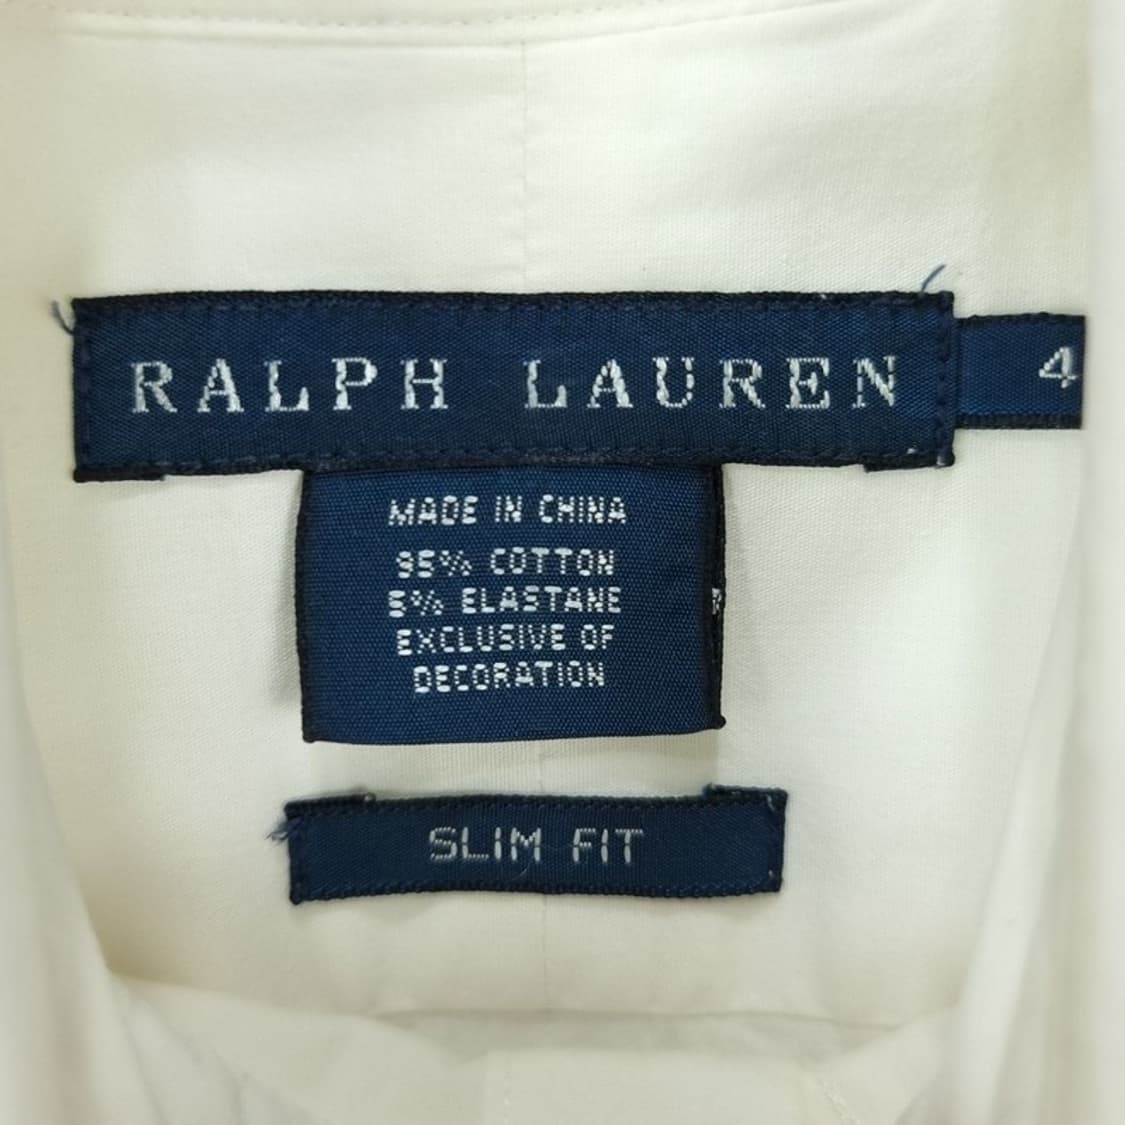 RALPH LAUREN 4
MADE IN CHINA
95% COTTON
5% ELASTANE
EXCLUSIVE OF
DECORATION
SLIM FIT